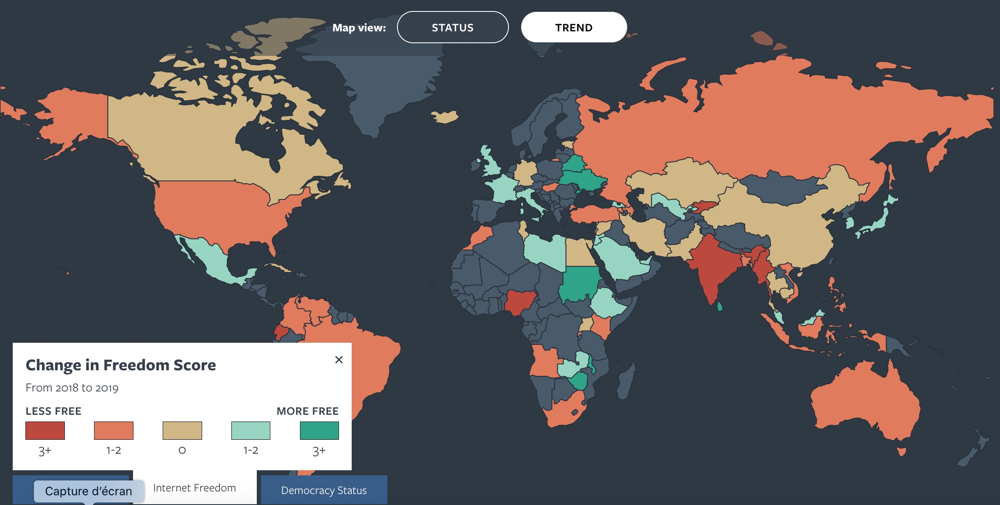 Map view:
STATUS
TREND
Change in Freedom Score
×
From 2018 to 2019
LESS FREE
MORE FREE
3+
1-2
0
1-2
3+
Capture d'écran
Internet Freedom
Democracy Status